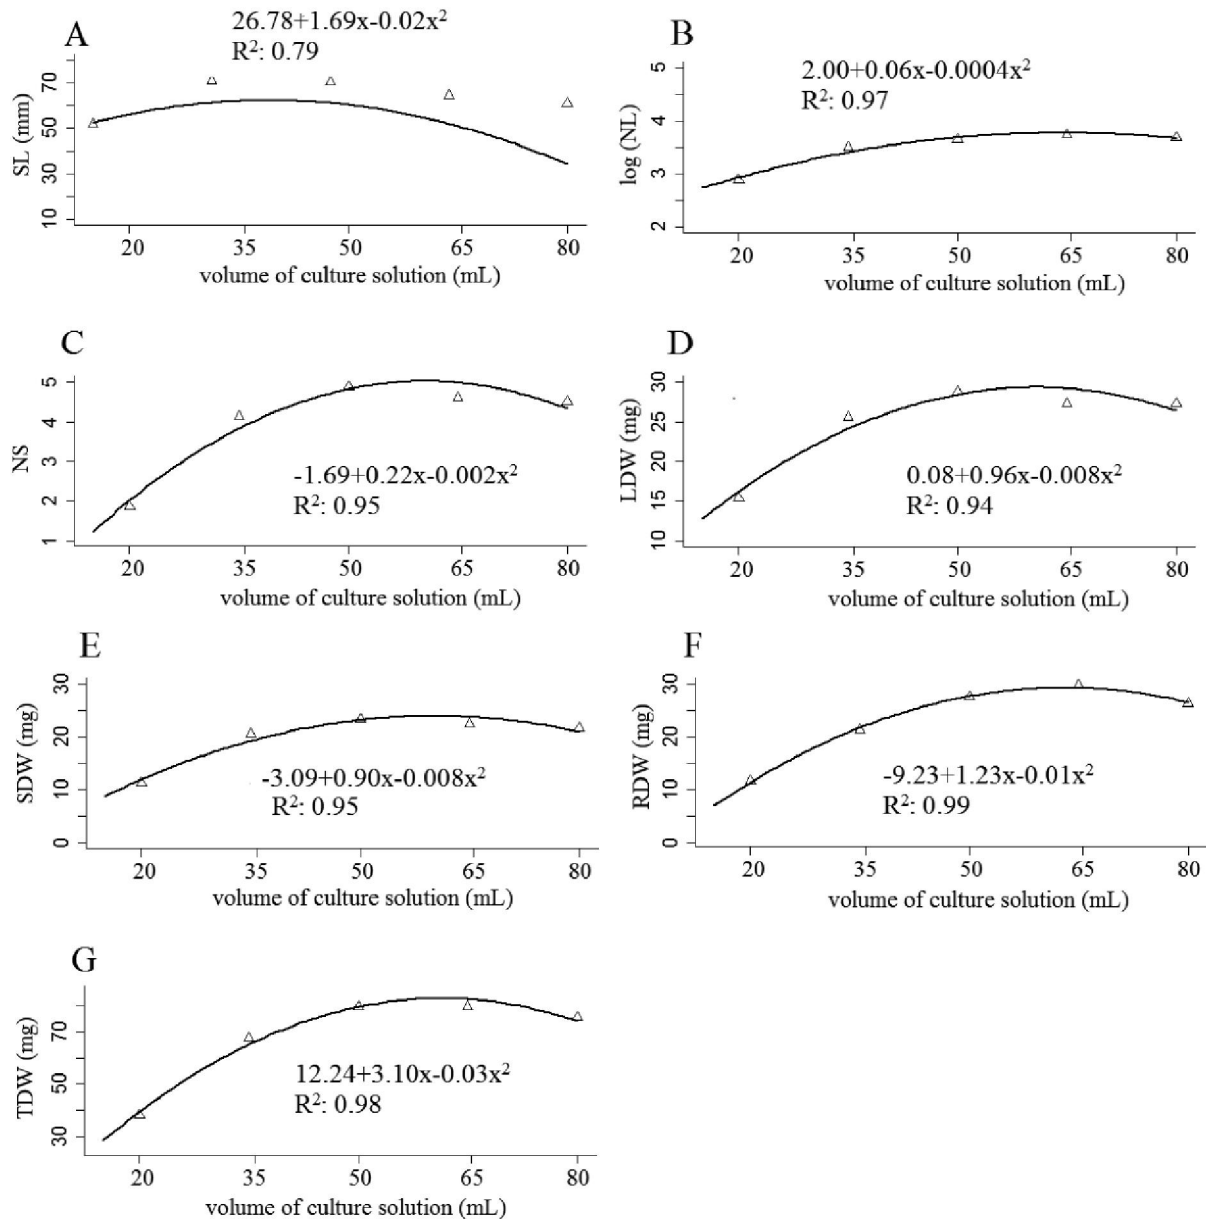 A
26.78+1.69x-0.02x²
R²: 0.79
SL (mm)
70
50
30
10
20 35 50 65 80
volume of culture solution (mL)
B
2.00+0.06x-0.0004x²
R²: 0.97
log (NL)
5
4
3
2
20 35 50 65 80
volume of culture solution (mL)
C
NS
5
4
3
2
1
-1.69+0.22x-0.002x²
R²: 0.95
20 35 50 65 80
volume of culture solution (mL)
D
LDW (mg)
30
25
20
15
10
0.08+0.96x-0.008x²
R²: 0.94
20 35 50 65 80
volume of culture solution (mL)
E
SDW (mg)
30
20
10
0
-3.09+0.90x-0.008x²
R²: 0.95
20 35 50 65 80
volume of culture solution (mL)
F
RDW (mg)
30
20
10
0
-9.23+1.23x-0.01x²
R²: 0.99
20 35 50 65 80
volume of culture solution (mL)
G
TDW (mg)
70
50
30
12.24+3.10x-0.03x²
R²: 0.98
20 35 50 65 80
volume of culture solution (mL)